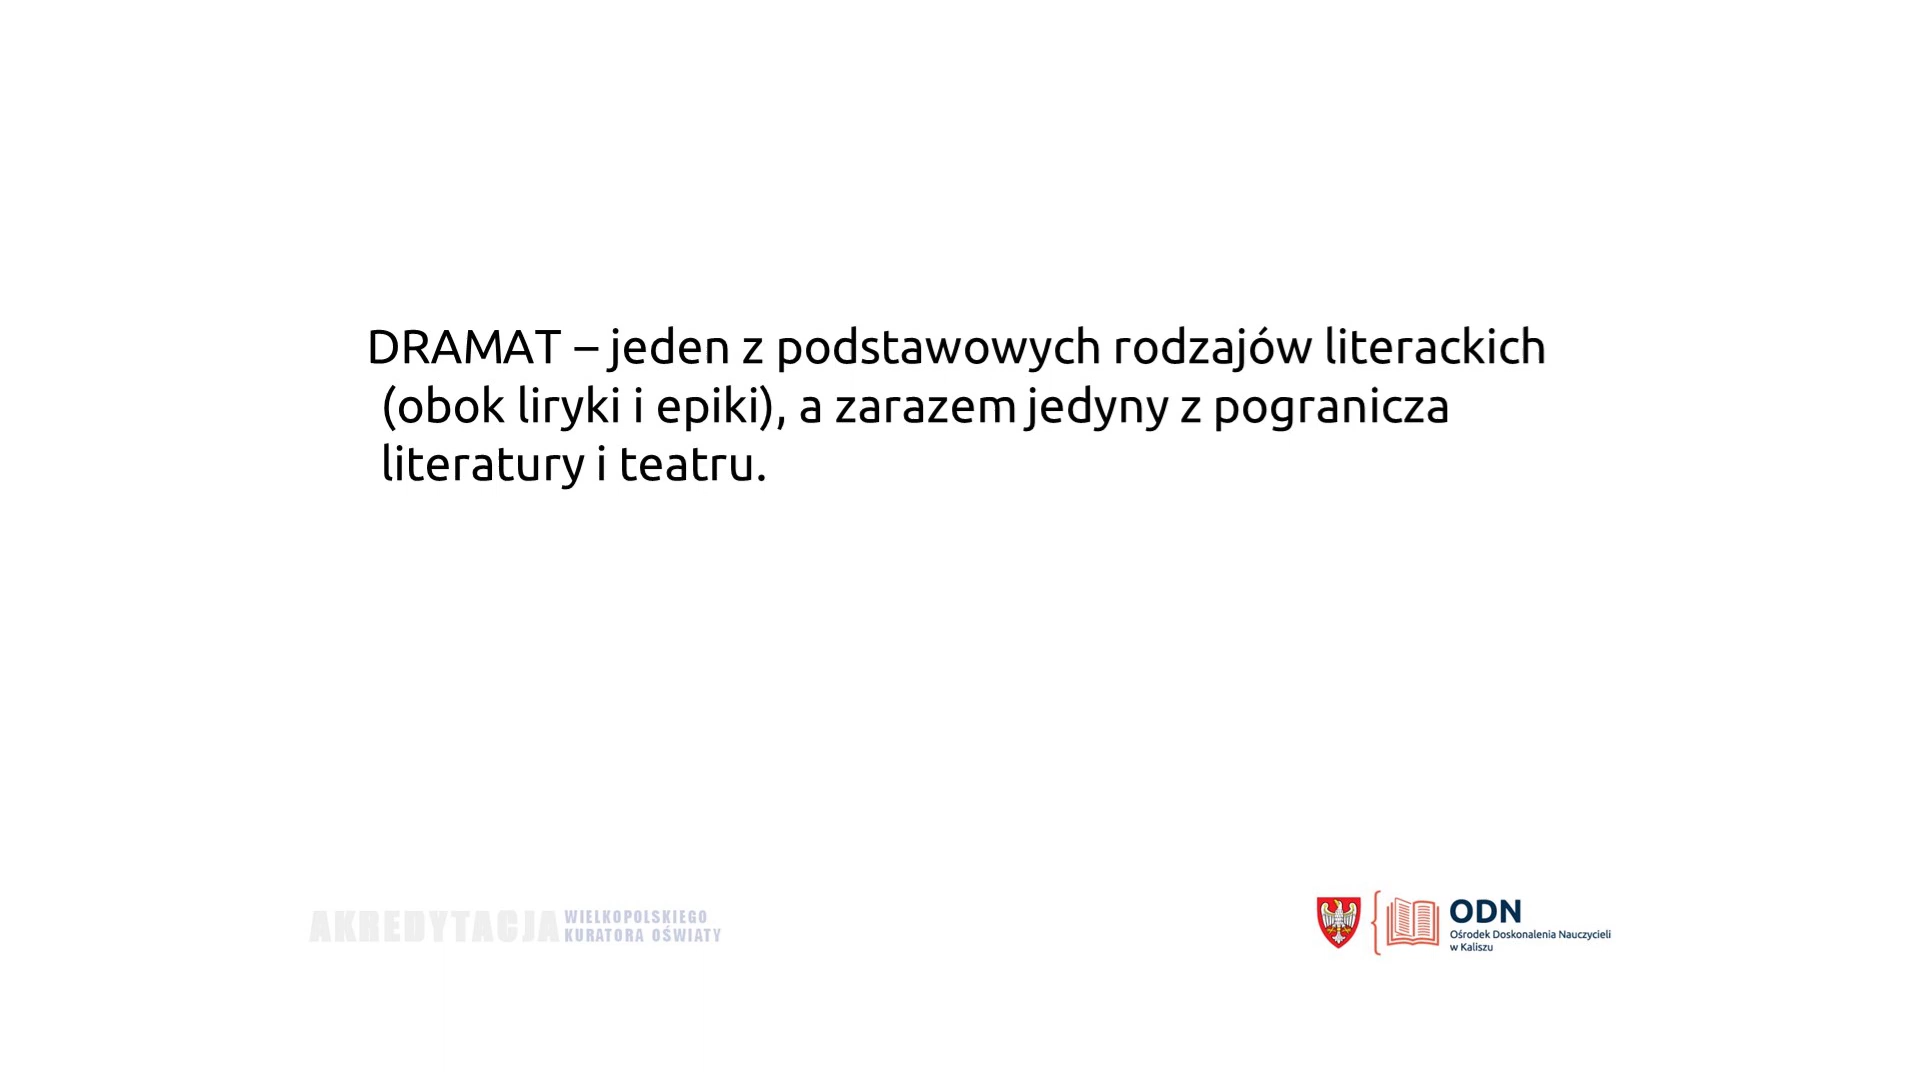 DRAMAT – jeden z podstawowych rodzajów literackich
(obok liryki i epiki), a zarazem jedyny z pogranicza
literatury i teatru.
AKREDYTACJA WIELKOPOLSKIEGO
KURATORA OŚWIATY
ODN
Ośrodek Doskonalenia Nauczycieli
w Kaliszu